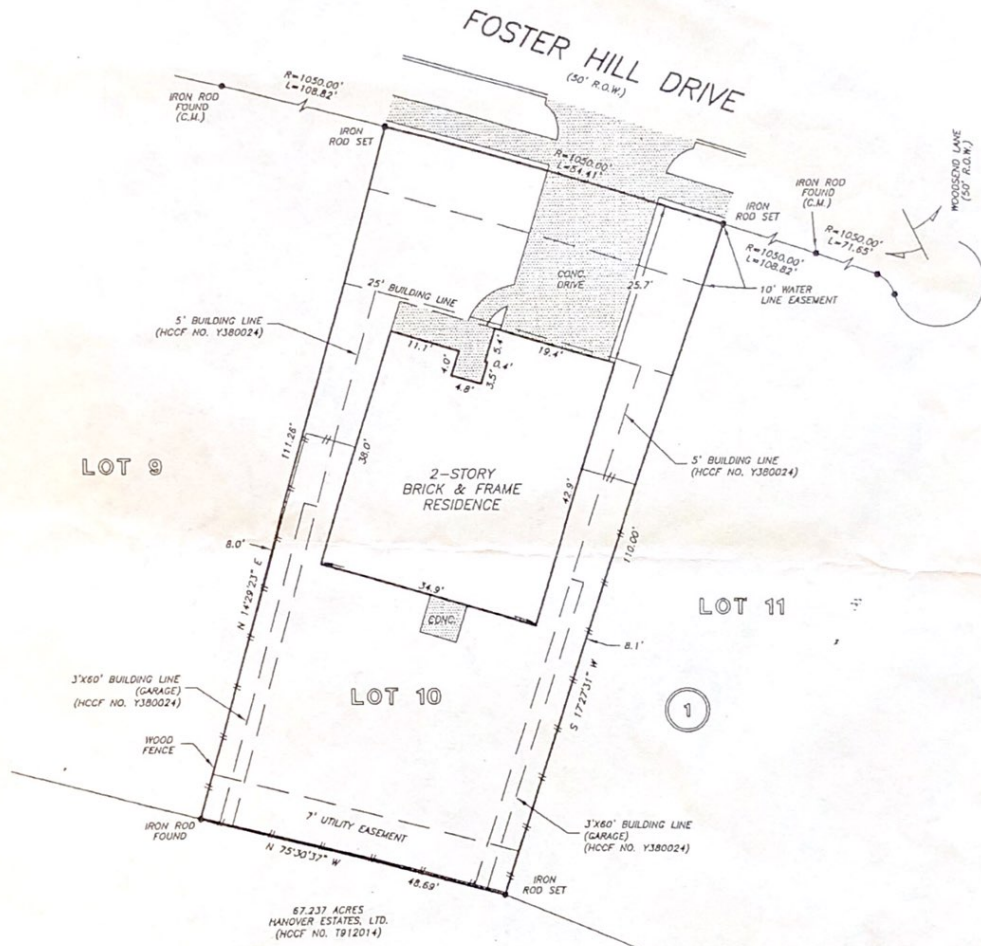 FOSTER HILL DRIVE
(50' R.O.W.)
R=1050.00'
L=108.82'
IRON ROD
FOUND
(C.M.)
IRON
ROD SET
R=1050.00'
L=54.41'
IRON
ROD SET
IRON ROD
FOUND
(C.M.)
R=1050.00'
L=71.65'
R=1050.00'
L=108.82'
WOODSEND LANE
(50' R.O.W.)
10' WATER
LINE EASEMENT
CONC.
DRIVE
25.7'
25' BUILDING LINE
5' BUILDING LINE
(HCCF NO. Y380024)
11.1'
4.0'
4.8'
3.5'
0.4'
5.4'
19.4'
111.26'
38.0'
LOT 9
2-STORY
BRICK & FRAME
RESIDENCE
42.9'
5' BUILDING LINE
(HCCF NO. Y380024)
110.00'
8.0'
N 14°29'23" E
34.9'
CONC.
LOT 11
8.1'
S 17°27'31" W
1
LOT 10
3'X60' BUILDING LINE
(GARAGE)
(HCCF NO. Y380024)
WOOD
FENCE
7' UTILITY EASEMENT
3'X60' BUILDING LINE
(GARAGE)
(HCCF NO. Y380024)
IRON ROD
FOUND
N 75°30'37" W
48.69'
IRON
ROD SET
67.237 ACRES
HANOVER ESTATES, LTD.
(HCCF NO. T912014)